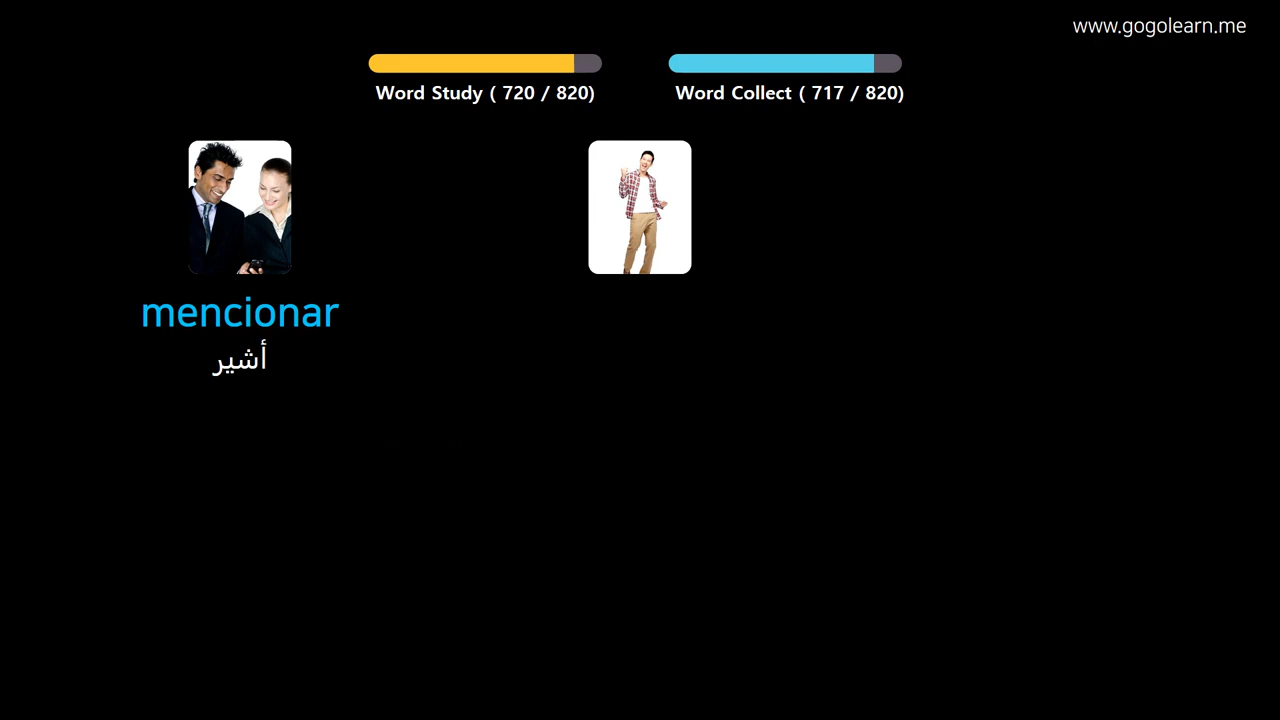 www.gogolearn.me
Word Study ( 720 / 820)
Word Collect ( 717 / 820)
mencionar
أشير